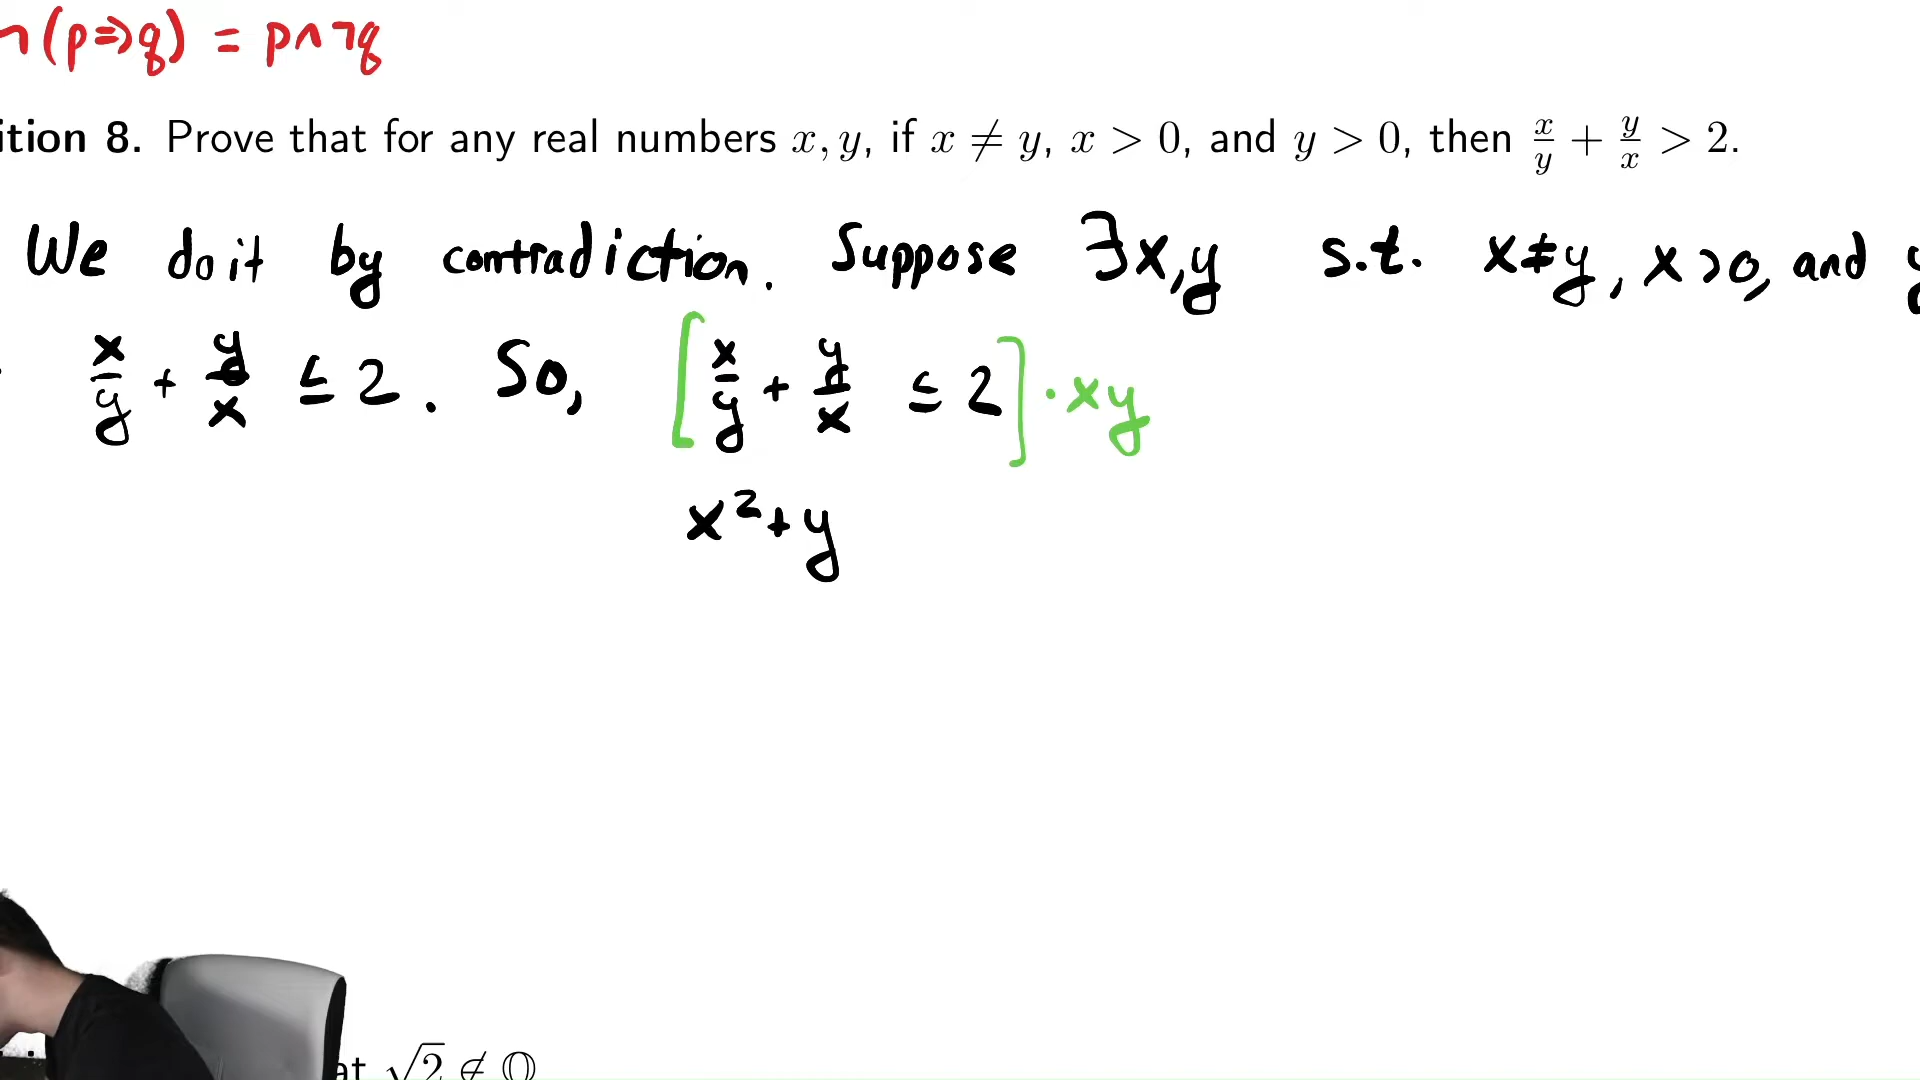 ¬(p⇒q) = p∧¬q
ition 8. Prove that for any real numbers x, y, if x ≠ y, x > 0, and y > 0, then x/y + y/x > 2.
We do it by contradiction. Suppose ∃x,y s.t. x≠y, x>0, and y
x/y + y/x ≤ 2. So, [x/y + y/x ≤ 2]·xy
x²+y
at √2 ∉ ℚ